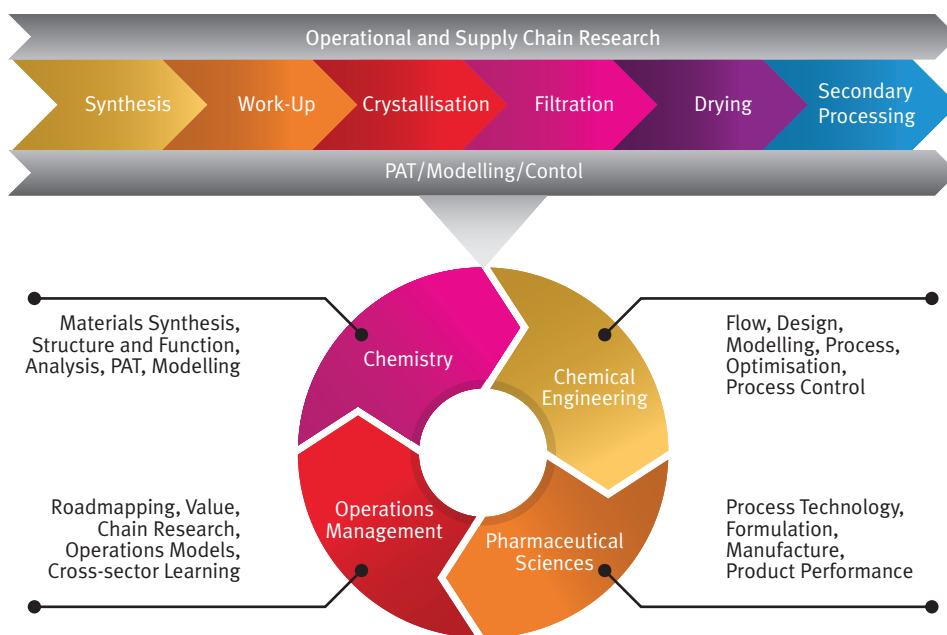 Operational and Supply Chain Research
Synthesis
Work-Up
Crystallisation
Filtration
Drying
Secondary
Processing
PAT/Modelling/Contol
Materials Synthesis,
Structure and Function,
Analysis, PAT, Modelling
Chemistry
Chemical
Engineering
Flow, Design,
Modelling, Process,
Optimisation,
Process Control
Roadmapping, Value,
Chain Research,
Operations Models,
Cross-sector Learning
Operations
Management
Pharmaceutical
Sciences
Process Technology,
Formulation,
Manufacture,
Product Performance